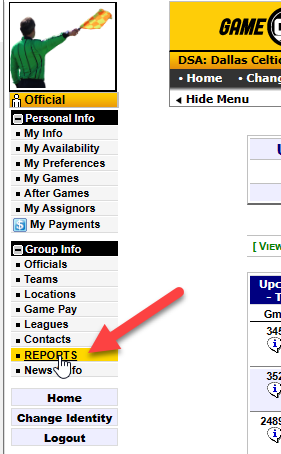 GAME
DSA: Dallas Celtic
• Home • Chang
Hide Menu
Official
Personal Info
My Info
My Availability
My Preferences
My Games
After Games
My Assignors
My Payments
Group Info
Officials
Teams
Locations
Game Pay
Leagues
Contacts
REPORTS
News Info
Home
Change Identity
Logout
U
[ VIEW
Upc
- T
Gm
345
352
2489